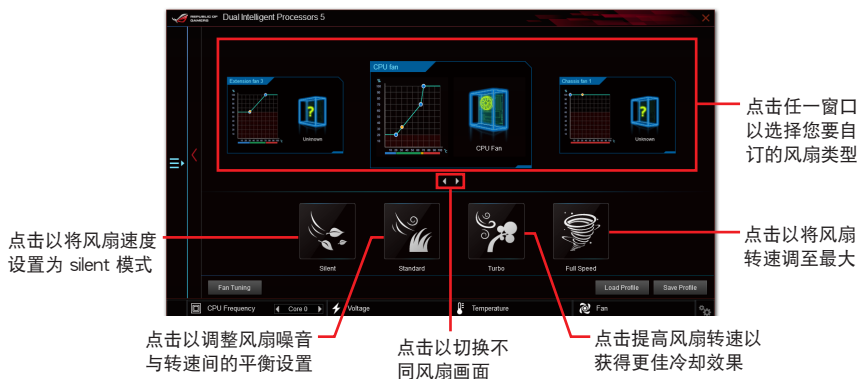 REPUBLIC OF GAMERS
Dual Intelligent Processors 5
Extension fan 3
Unknown
CPU fan
CPU Fan
Chassis fan 1
Unknown
点击任一窗口
以选择您要自
订的风扇类型
点击以将风扇速度
设置为 silent 模式
Silent
Standard
Turbo
Full Speed
点击以将风扇
转速调至最大
Fan Tuning
Load Profile
Save Profile
CPU Frequency
Core 0
Voltage
Temperature
Fan
点击以调整风扇噪音
与转速间的平衡设置
点击以切换不
同风扇画面
点击提高风扇转速以
获得更佳冷却效果